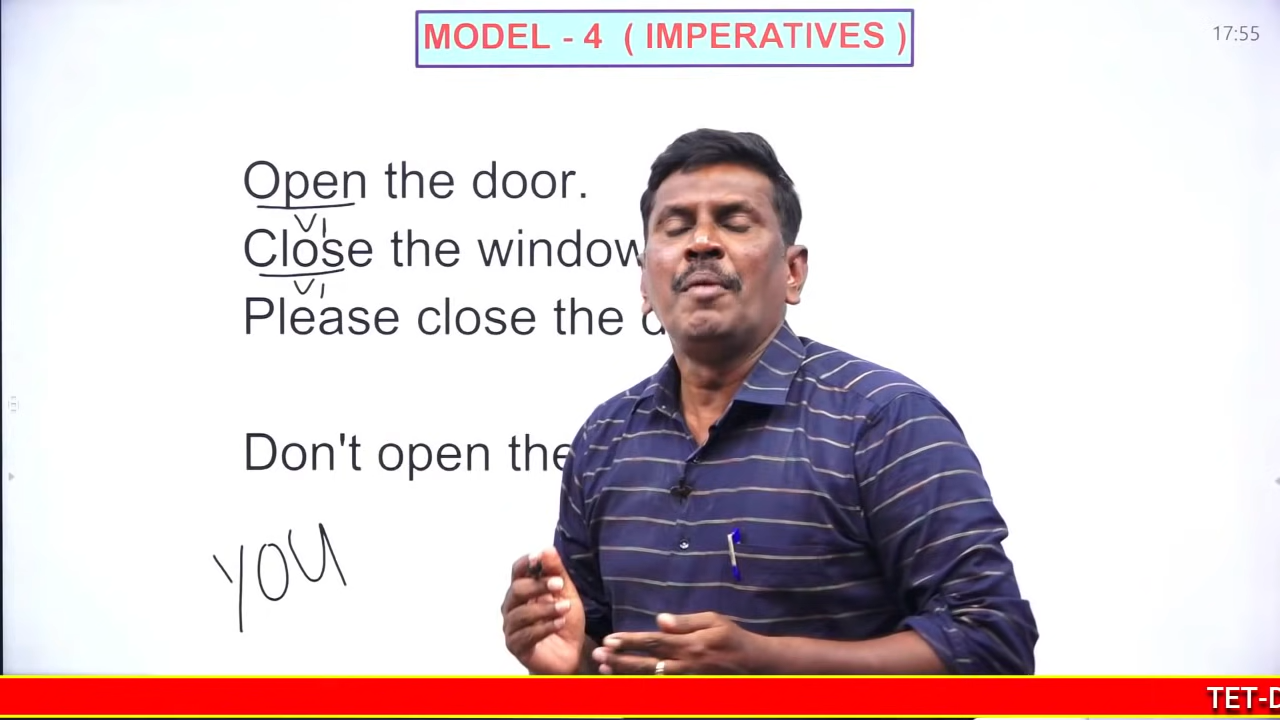 MODEL - 4 ( IMPERATIVES )
17:55
Open the door.
V1
Close the window
V1
Please close the
Don't open the
you
TET-